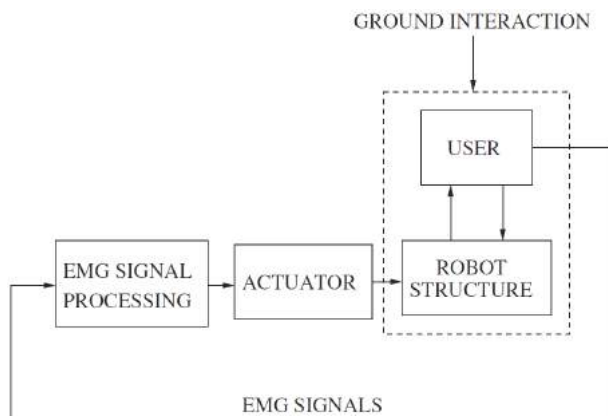 GROUND INTERACTION
USER
EMG SIGNAL
PROCESSING
ACTUATOR
ROBOT
STRUCTURE
EMG SIGNALS